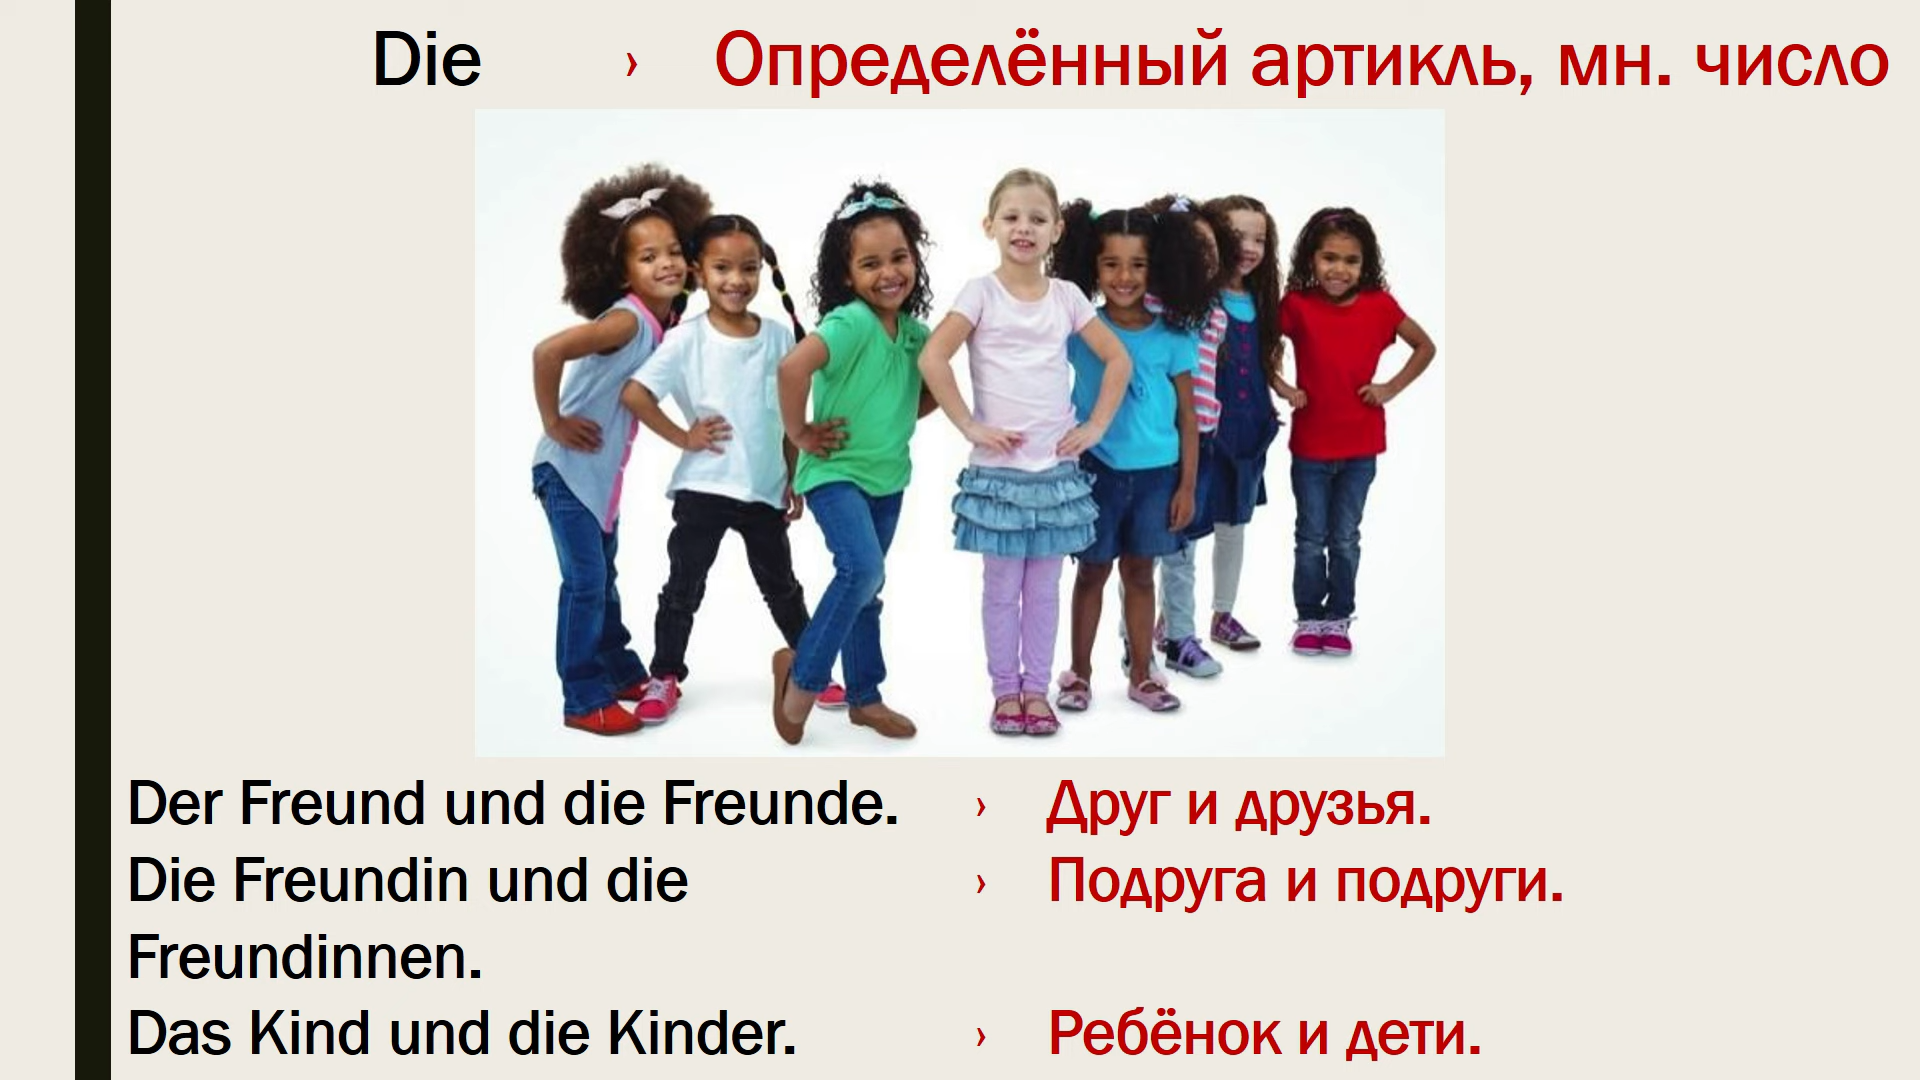 Die › Определённый артикль, мн. число
Der Freund und die Freunde. › Друг и друзья.
Die Freundin und die › Подруга и подруги.
Freundinnen.
Das Kind und die Kinder. › Ребёнок и дети.